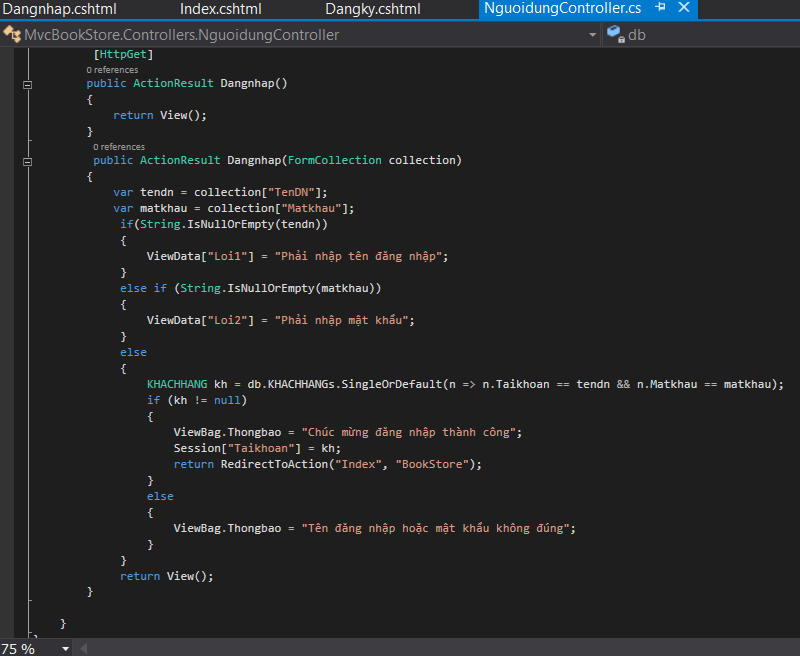 Dangnhap.cshtml Index.cshtml Dangky.cshtml NguoidungController.cs
MvcBookStore.Controllers.NguoidungController db
[HttpGet]
0 references
public ActionResult Dangnhap()
{
return View();
}
0 references
public ActionResult Dangnhap(FormCollection collection)
{
var tendn = collection["TenDN"];
var matkhau = collection["Matkhau"];
if(String.IsNullOrEmpty(tendn))
{
ViewData["Loi1"] = "Phải nhập tên đăng nhập";
}
else if (String.IsNullOrEmpty(matkhau))
{
ViewData["Loi2"] = "Phải nhập mật khẩu";
}
else
{
KHACHHANG kh = db.KHACHHANGs.SingleOrDefault(n => n.Taikhoan == tendn && n.Matkhau == matkhau);
if (kh != null)
{
ViewBag.Thongbao = "Chúc mừng đăng nhập thành công";
Session["Taikhoan"] = kh;
return RedirectToAction("Index", "BookStore");
}
else
{
ViewBag.Thongbao = "Tên đăng nhập hoặc mật khẩu không đúng";
}
}
return View();
}
}
75 %